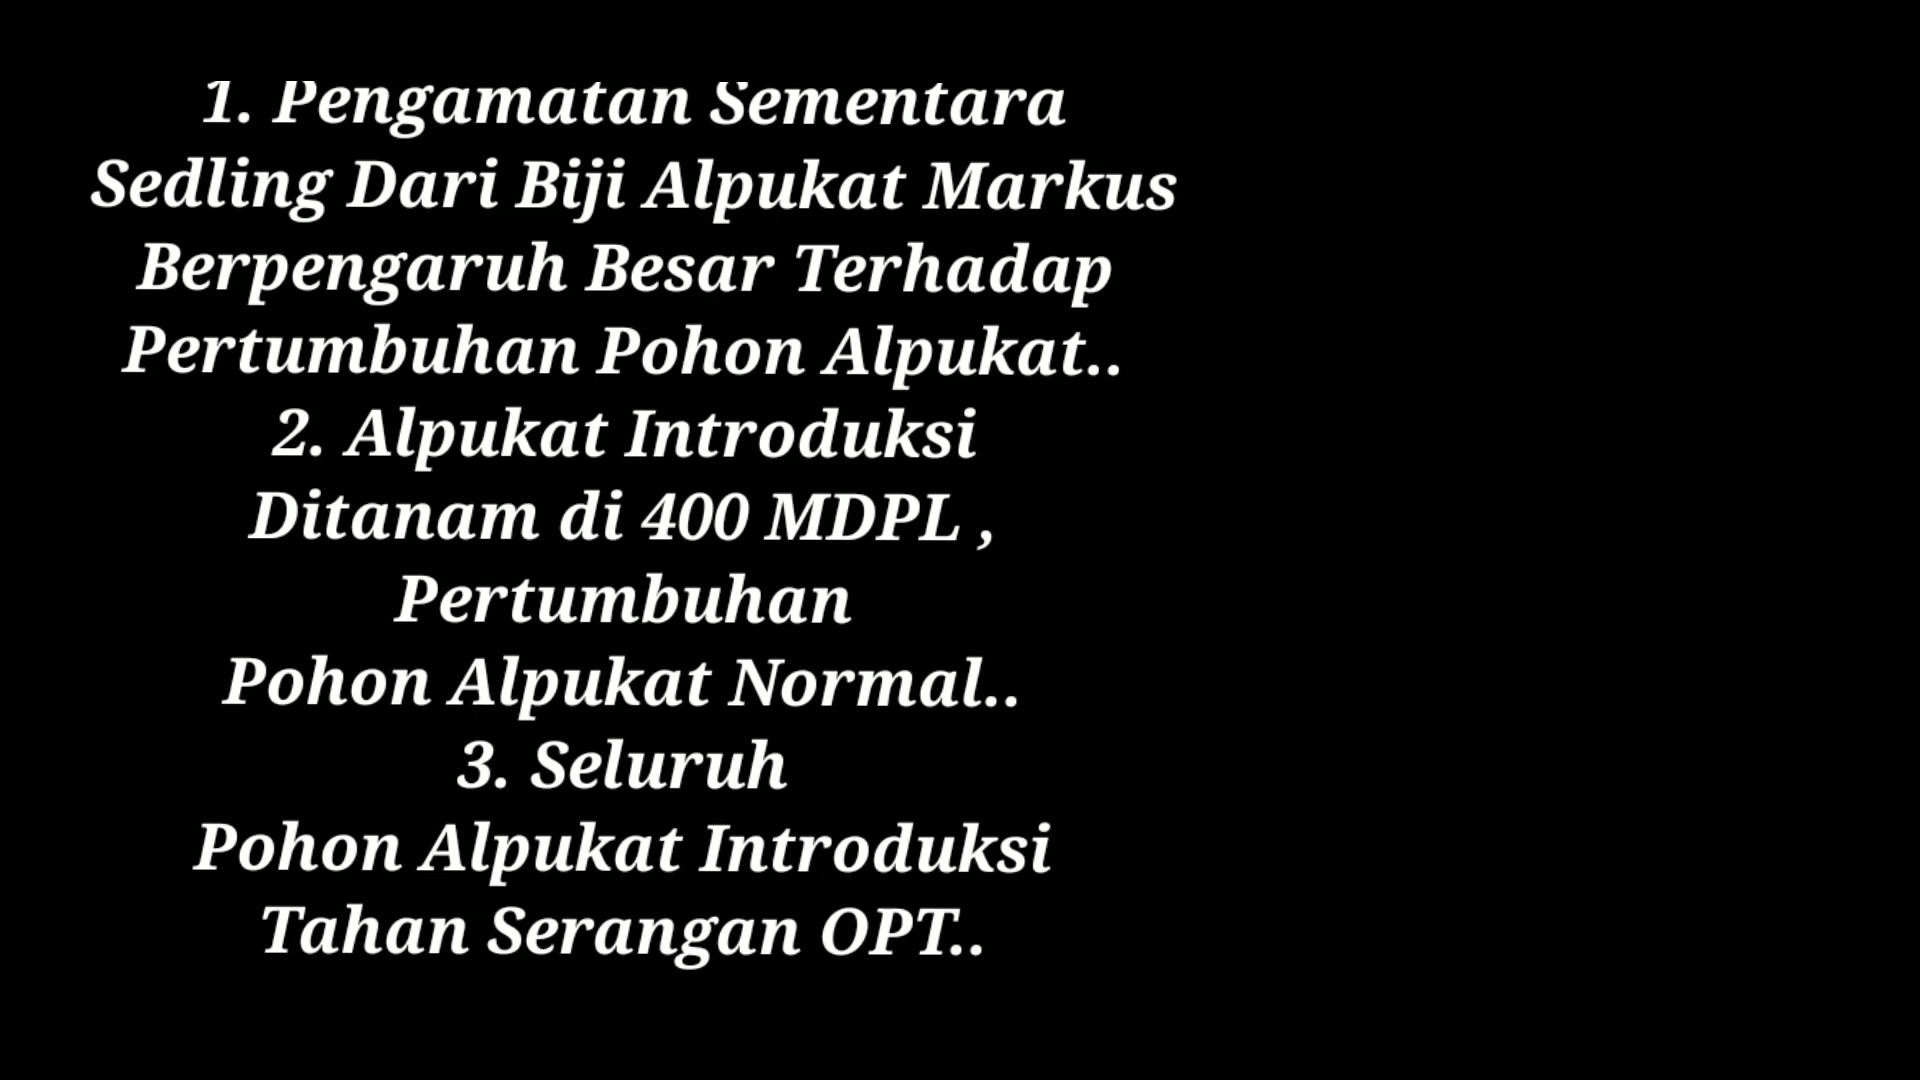 1. Pengamatan Sementara
Sedling Dari Biji Alpukat Markus
Berpengaruh Besar Terhadap
Pertumbuhan Pohon Alpukat..
2. Alpukat Introduksi
Ditanam di 400 MDPL ,
Pertumbuhan
Pohon Alpukat Normal..
3. Seluruh
Pohon Alpukat Introduksi
Tahan Serangan OPT..